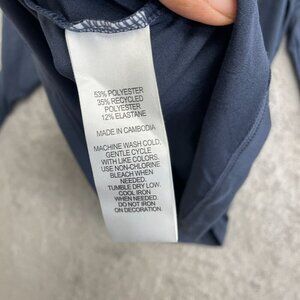 53% POLYESTER
35% RECYCLED
POLYESTER
12% ELASTANE
MADE IN CAMBODIA
MACHINE WASH COLD,
GENTLE CYCLE
WITH LIKE COLORS.
USE NON-CHLORINE
BLEACH WHEN
NEEDED.
TUMBLE DRY LOW.
COOL IRON
WHEN NEEDED.
DO NOT IRON
ON DECORATION.